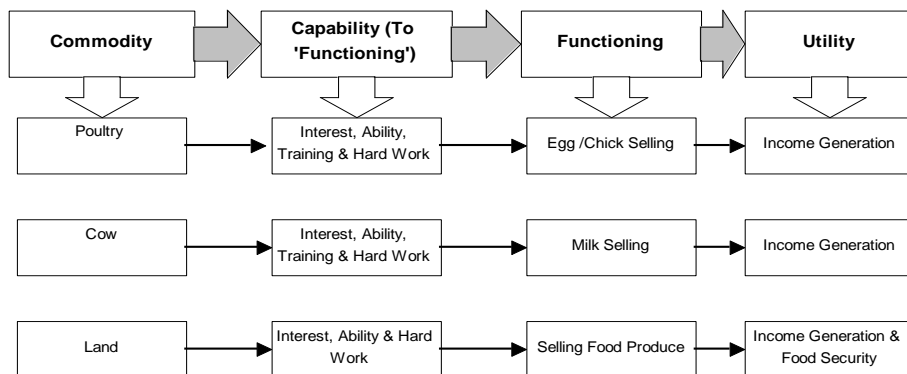 Commodity
Capability (To
'Functioning')
Functioning
Utility
Poultry
Interest, Ability,
Training & Hard Work
Egg /Chick Selling
Income Generation
Cow
Interest, Ability,
Training & Hard Work
Milk Selling
Income Generation
Land
Interest, Ability & Hard
Work
Selling Food Produce
Income Generation &
Food Security